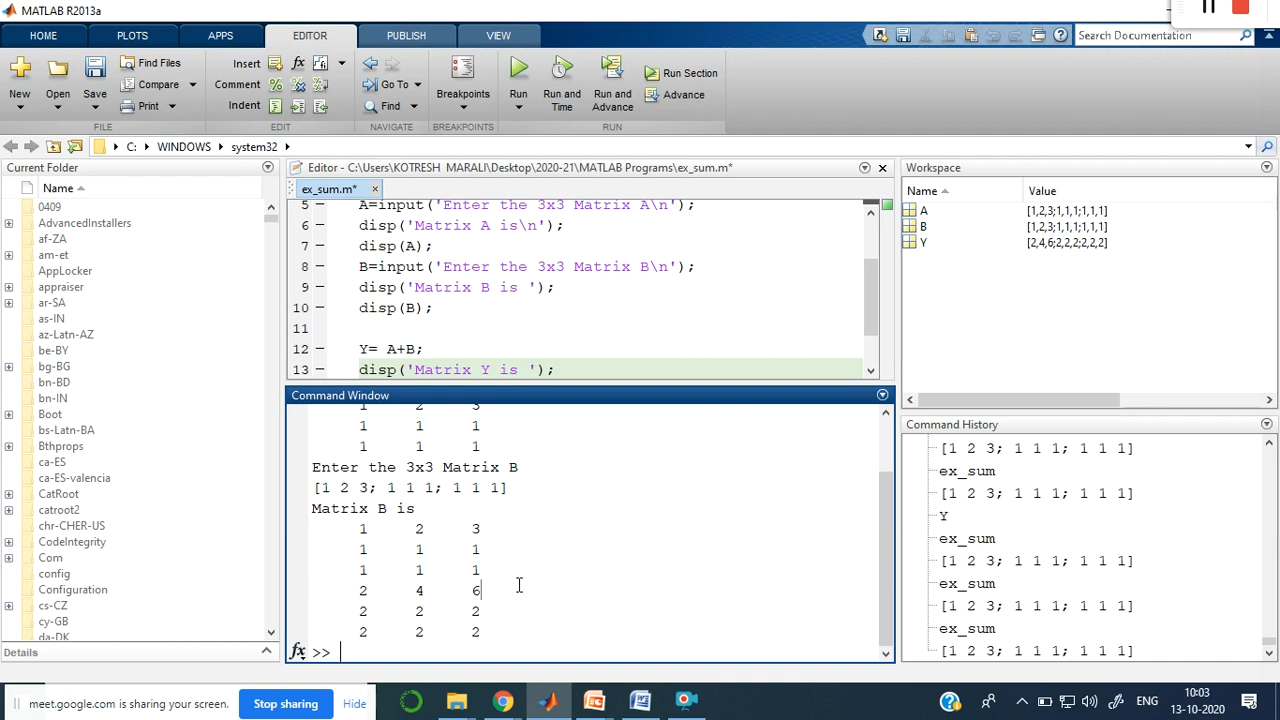 MATLAB R2013a
HOME PLOTS APPS EDITOR PUBLISH VIEW Search Documentation
New Open Save Find Files Compare Print
FILE
Insert Comment Indent fx
EDIT
Go To Find
NAVIGATE
Breakpoints
BREAKPOINTS
Run Run and Time Run and Advance Run Section Advance
RUN
C: WINDOWS system32
Current Folder
Name
0409
AdvancedInstallers
af-ZA
am-et
AppLocker
appraiser
ar-SA
as-IN
az-Latn-AZ
be-BY
bg-BG
bn-BD
bn-IN
Boot
bs-Latn-BA
Bthprops
ca-ES
ca-ES-valencia
CatRoot
catroot2
chr-CHER-US
CodeIntegrity
Com
config
Configuration
cs-CZ
cy-GB
da-DK
Details
Editor - C:\Users\KOTRESH MARALI\Desktop\2020-21\MATLAB Programs\ex_sum.m*
ex_sum.m*
5 A=input('Enter the 3x3 Matrix A\n');
6 disp('Matrix A is\n');
7 disp(A);
8 B=input('Enter the 3x3 Matrix B\n');
9 disp('Matrix B is ');
10 disp(B);
11
12 Y= A+B;
13 disp('Matrix Y is ');
Command Window
1 2 3
1 1 1
1 1 1
Enter the 3x3 Matrix B
[1 2 3; 1 1 1; 1 1 1]
Matrix B is
1 2 3
1 1 1
1 1 1
2 4 6
2 2 2
2 2 2
fx >>
Workspace
Name Value
A [1,2,3;1,1,1;1,1,1]
B [1,2,3;1,1,1;1,1,1]
Y [2,4,6;2,2,2;2,2,2]
Command History
[1 2 3; 1 1 1; 1 1 1]
ex_sum
[1 2 3; 1 1 1; 1 1 1]
Y
ex_sum
[1 2 3; 1 1 1; 1 1 1]
ex_sum
[1 2 3; 1 1 1; 1 1 1]
ex_sum
[1 2 3; 1 1 1; 1 1 1]
meet.google.com is sharing your screen. Stop sharing Hide
ENG
10:03
13-10-2020